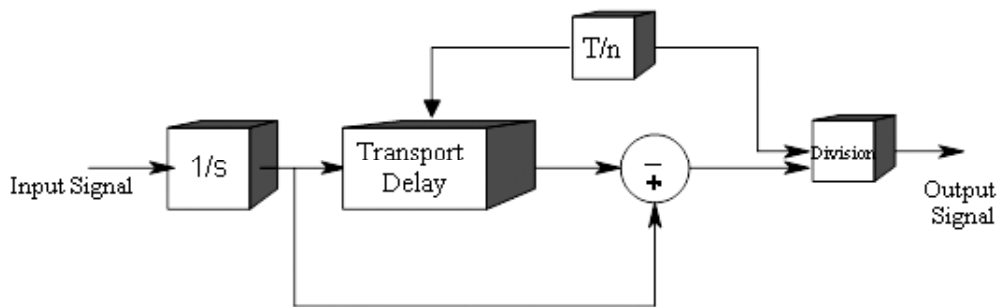 T/n
Input Signal
1/s
Transport
Delay
−
+
Division
Output
Signal